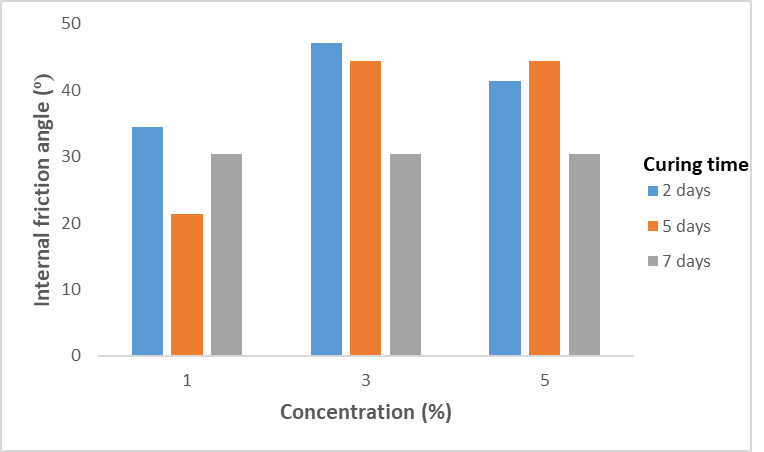 50
40
30
20
10
0
Internal friction angle (º)
1
3
5
Concentration (%)
Curing time
2 days
5 days
7 days